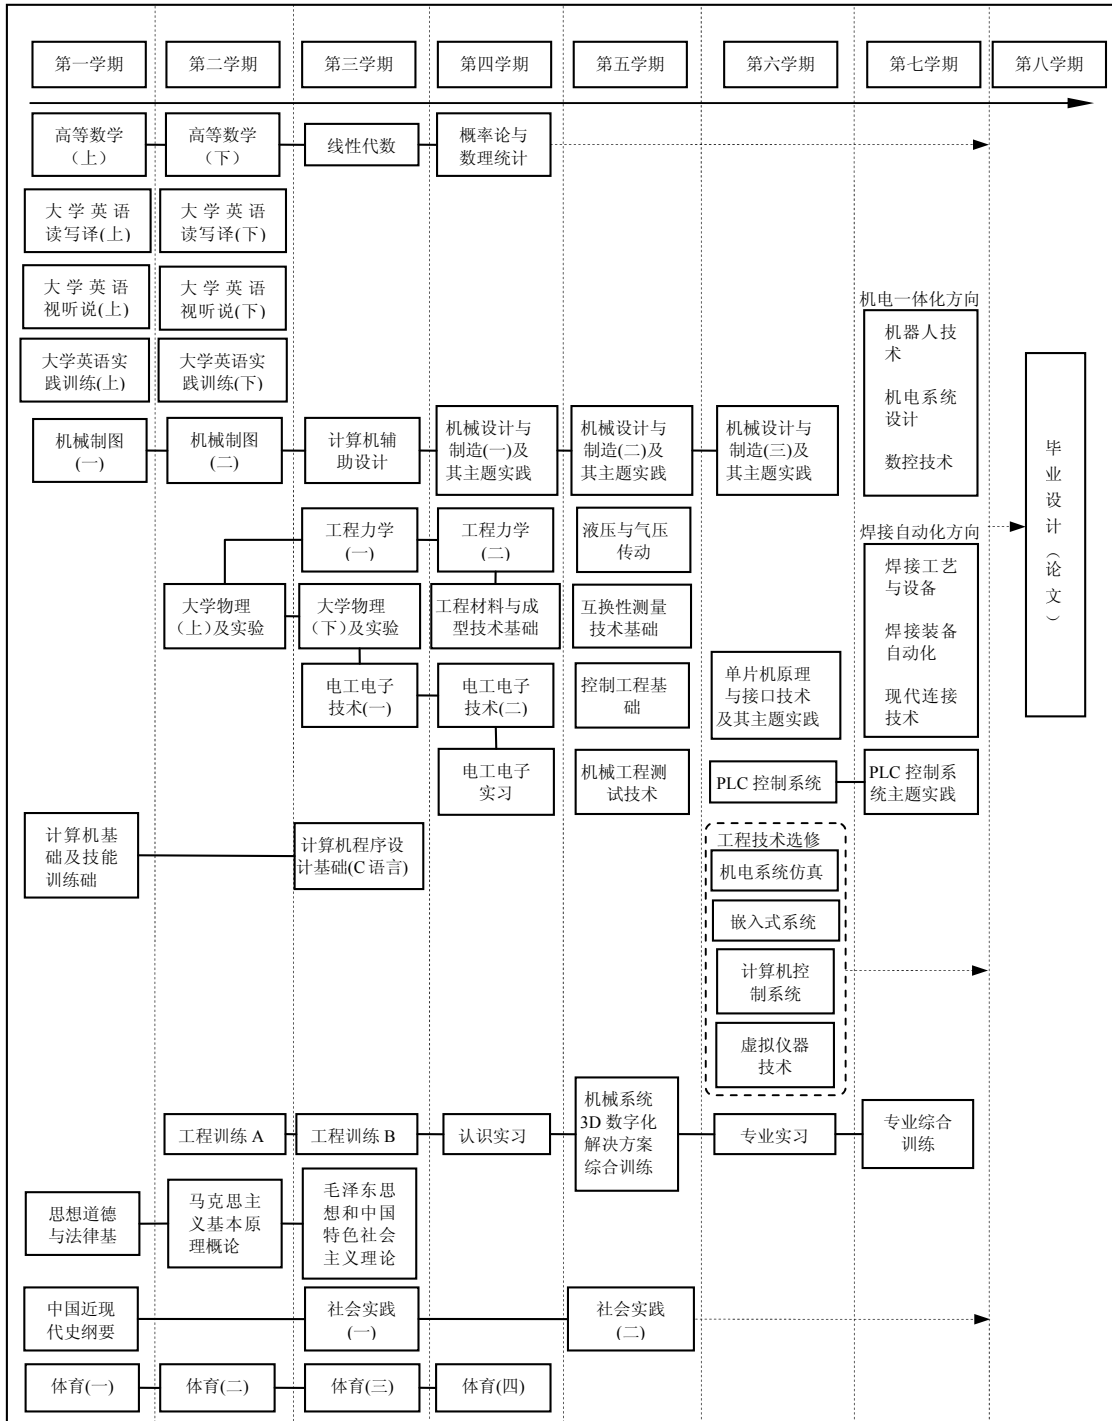 第一学期
第二学期
第三学期
第四学期
第五学期
第六学期
第七学期
第八学期
高等数学
（上）
高等数学
（下）
线性代数
概率论与
数理统计
大学英语
读写译(上)
大学英语
读写译(下)
大学英语
视听说(上)
大学英语
视听说(下)
大学英语实
践训练(上)
大学英语实
践训练(下)
机械制图
(一)
机械制图
(二)
计算机辅
助设计
机械设计与
制造(一)及
其主题实践
机械设计与
制造(二)及
其主题实践
机械设计与
制造(三)及
其主题实践
机电一体化方向
机器人技
术
机电系统
设计
数控技术
毕业设计（论文）
工程力学
(一)
工程力学
(二)
液压与气压
传动
焊接自动化方向
焊接工艺
与设备
焊接装备
自动化
现代连接
技术
大学物理
（上）及实验
大学物理
（下）及实验
工程材料与成
型技术基础
互换性测量
技术基础
电工电子
技术(一)
电工电子
技术(二)
控制工程基
础
单片机原理
与接口技术
及其主题实践
电工电子
实习
机械工程测
试技术
PLC 控制系统
PLC 控制系
统主题实践
计算机基
础及技能
训练础
计算机程序设
计基础(C 语言)
工程技术选修
机电系统仿真
嵌入式系统
计算机控
制系统
虚拟仪器
技术
工程训练 A
工程训练 B
认识实习
机械系统
3D 数字化
解决方案
综合训练
专业实习
专业综合
训练
思想道德
与法律基
马克思主
义基本原
理概论
毛泽东思
想和中国
特色社会
主义理论
中国近现
代史纲要
社会实践
(一)
社会实践
(二)
体育(一)
体育(二)
体育(三)
体育(四)